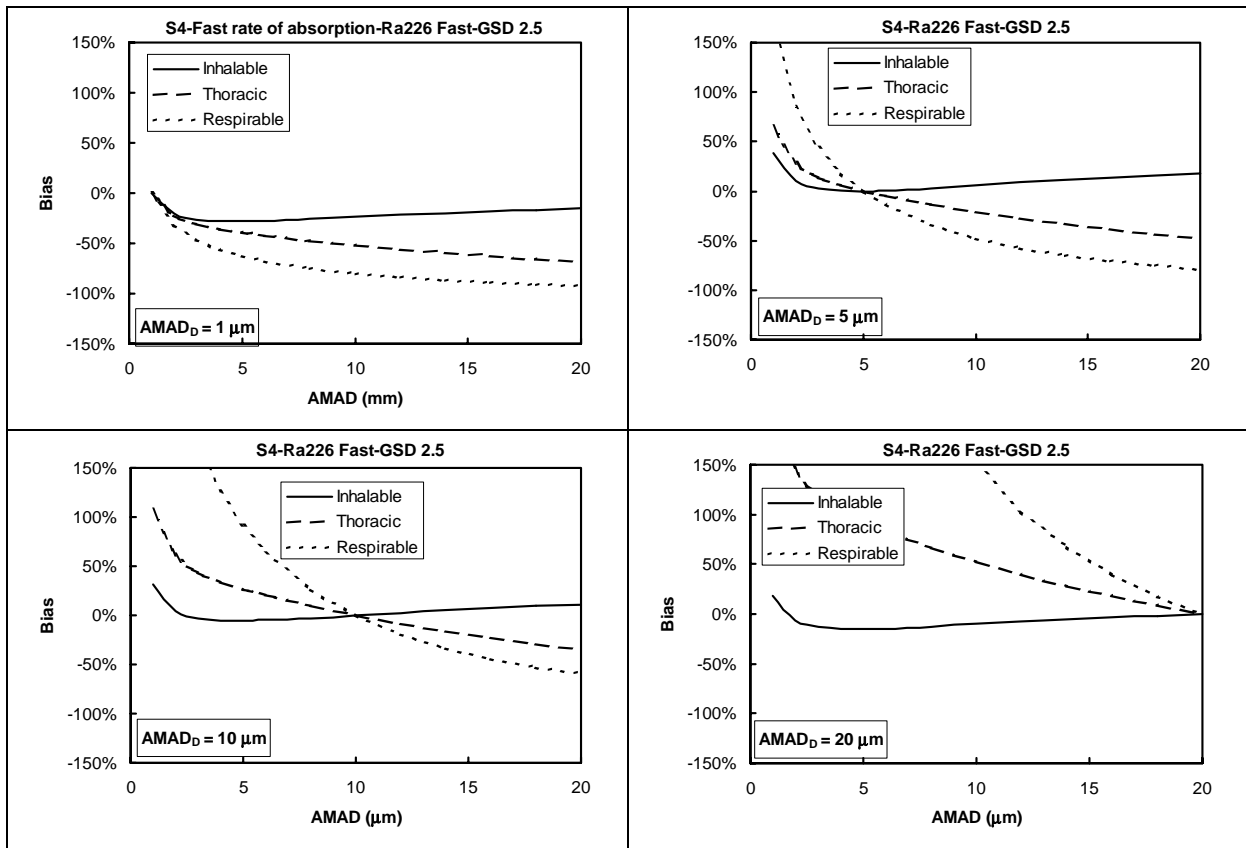 S4-Fast rate of absorption-Ra226 Fast-GSD 2.5
150%
100%
50%
0%
-50%
-100%
-150%
Bias
Inhalable
Thoracic
Respirable
AMAD_D = 1 μm
0 5 10 15 20
AMAD (mm)
S4-Ra226 Fast-GSD 2.5
150%
100%
50%
0%
-50%
-100%
-150%
Bias
Inhalable
Thoracic
Respirable
AMAD_D = 5 μm
0 5 10 15 20
S4-Ra226 Fast-GSD 2.5
150%
100%
50%
0%
-50%
-100%
-150%
Bias
Inhalable
Thoracic
Respirable
AMAD_D = 10 μm
0 5 10 15 20
AMAD (μm)
S4-Ra226 Fast-GSD 2.5
150%
100%
50%
0%
-50%
-100%
-150%
Bias
Inhalable
Thoracic
Respirable
AMAD_D = 20 μm
0 5 10 15 20
AMAD (μm)